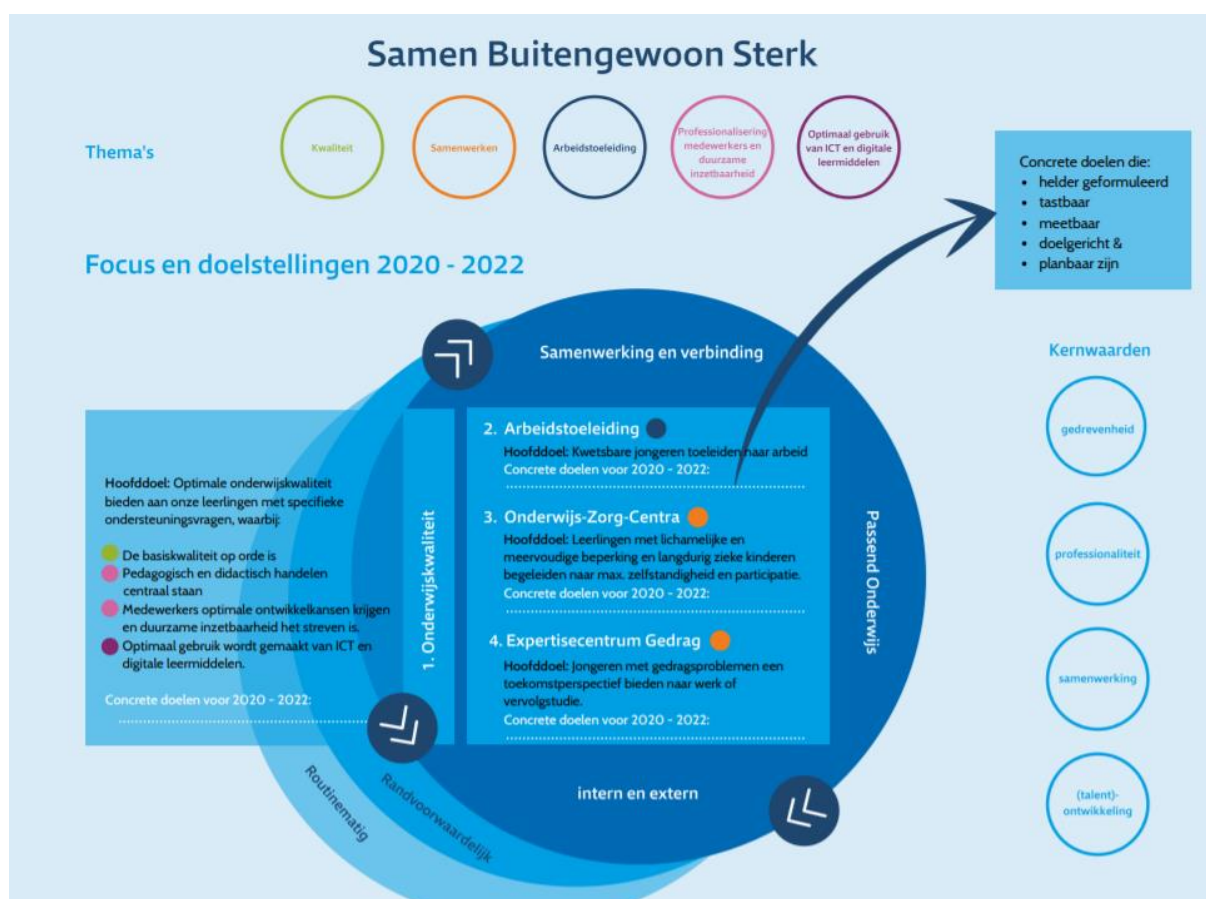 Samen Buitengewoon Sterk
Thema's
Kwaliteit
Samenwerken
Arbeidstoeleiding
Professionalisering
medewerkers en
duurzame
inzetbaarheid
Optimaal gebruik
van ICT en digitale
leermiddelen
Concrete doelen die:
• helder geformuleerd
• tastbaar
• meetbaar
• doelgericht &
• planbaar zijn
Focus en doelstellingen 2020 - 2022
Samenwerking en verbinding
Hoofddoel: Optimale onderwijskwaliteit
bieden aan onze leerlingen met specifieke
ondersteuningsvragen, waarbij:
De basiskwaliteit op orde is
Pedagogisch en didactisch handelen
centraal staan
Medewerkers optimale ontwikkelkansen krijgen
en duurzame inzetbaarheid het streven is.
Optimaal gebruik wordt gemaakt van ICT en
digitale leermiddelen.
Concrete doelen voor 2020 - 2022:
1. Onderwijskwaliteit
2. Arbeidstoeleiding
Hoofddoel: Kwetsbare jongeren toeleiden naar arbeid
Concrete doelen voor 2020 - 2022:
3. Onderwijs-Zorg-Centra
Hoofddoel: Leerlingen met lichamelijke en
meervoudige beperking en langdurig zieke kinderen
begeleiden naar max. zelfstandigheid en participatie.
Concrete doelen voor 2020 - 2022:
4. Expertisecentrum Gedrag
Hoofddoel: Jongeren met gedragsproblemen een
toekomstperspectief bieden naar werk of
vervolgstudie.
Concrete doelen voor 2020 - 2022:
Passend Onderwijs
intern en extern
Routinematig
Randvoorwaardelijk
Kernwaarden
gedrevenheid
professionaliteit
samenwerking
(talent)-
ontwikkeling